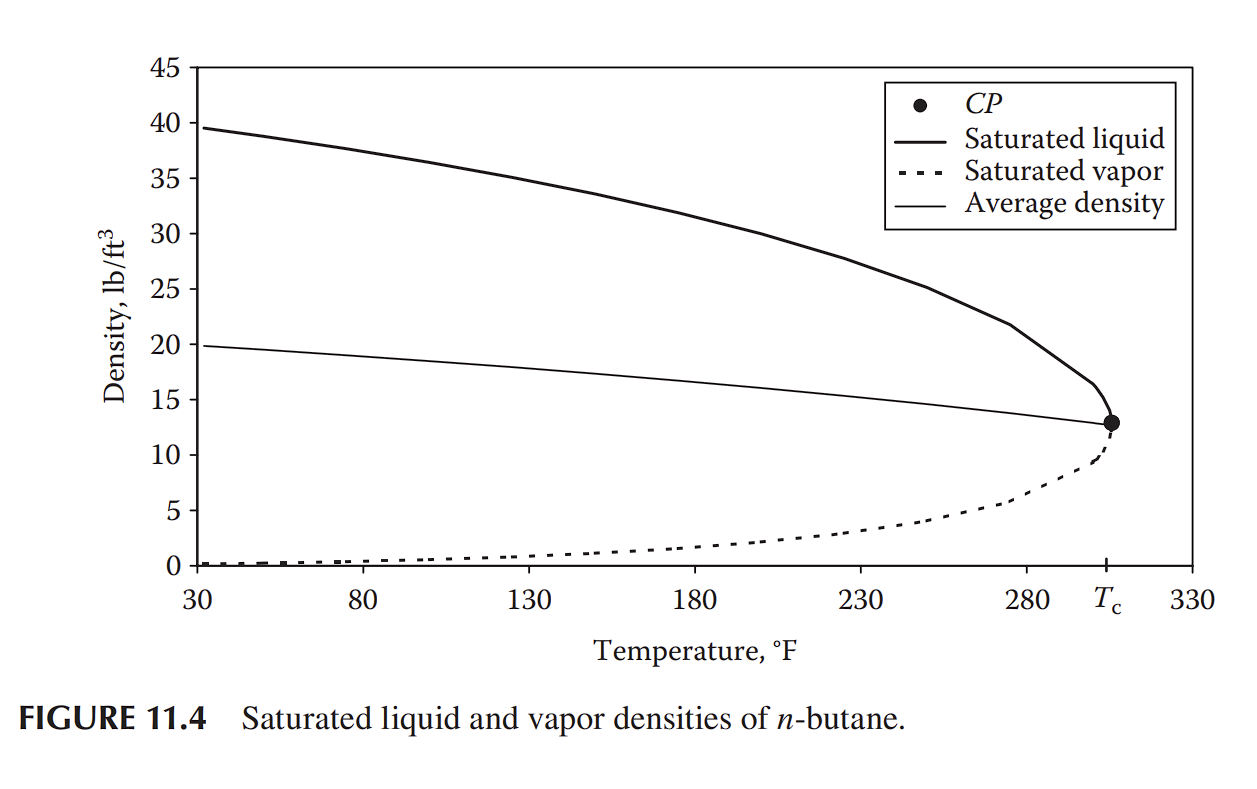 45
40
35
30
25
20
15
10
5
0
Density, lb/ft³
CP
Saturated liquid
Saturated vapor
Average density
30 80 130 180 230 280 Tc 330
Temperature, °F
FIGURE 11.4 Saturated liquid and vapor densities of n-butane.